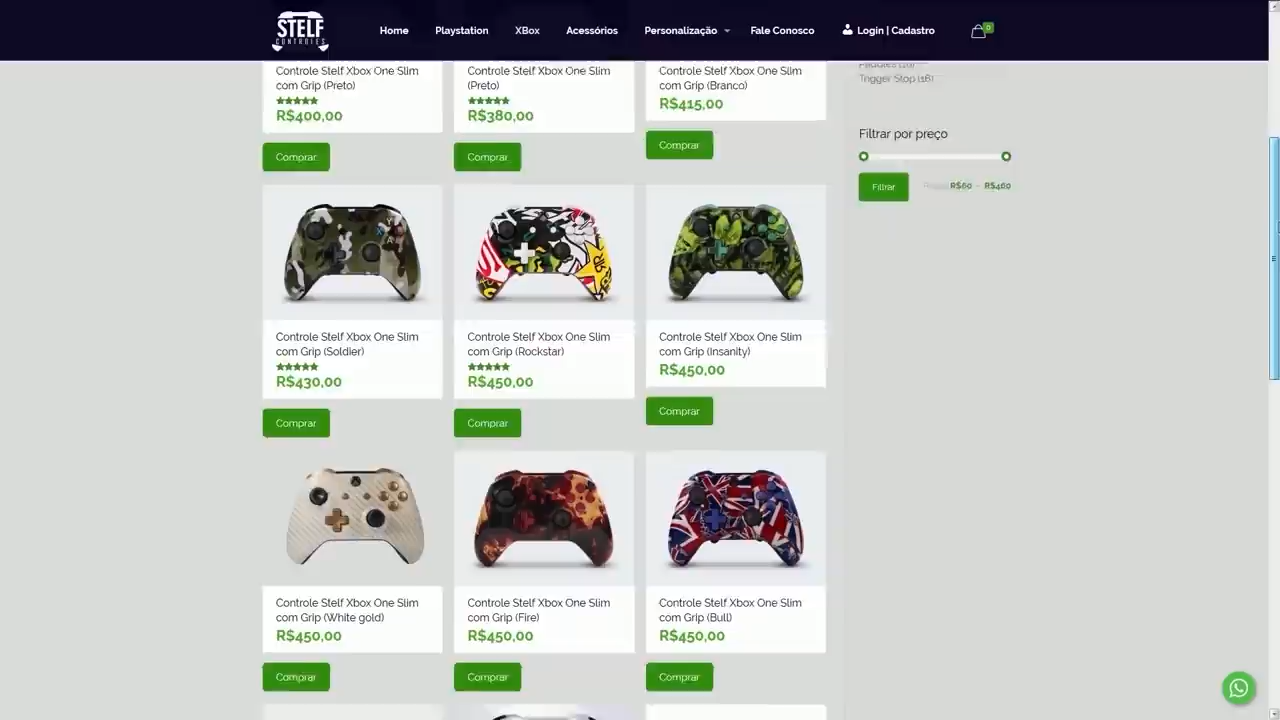 STELF
CONTROLES
Home
Playstation
XBox
Acessórios
Personalização
Fale Conosco
Login | Cadastro
0
Controle Stelf Xbox One Slim
com Grip (Preto)
R$400,00
Comprar
Controle Stelf Xbox One Slim
(Preto)
R$380,00
Comprar
Controle Stelf Xbox One Slim
com Grip (Branco)
R$415,00
Comprar
Trigger Stop (16)
Filtrar por preço
Filtrar
R$60 — R$460
Controle Stelf Xbox One Slim
com Grip (Soldier)
R$430,00
Comprar
Controle Stelf Xbox One Slim
com Grip (Rockstar)
R$450,00
Comprar
Controle Stelf Xbox One Slim
com Grip (Insanity)
R$450,00
Comprar
Controle Stelf Xbox One Slim
com Grip (White gold)
R$450,00
Comprar
Controle Stelf Xbox One Slim
com Grip (Fire)
R$450,00
Comprar
Controle Stelf Xbox One Slim
com Grip (Bull)
R$450,00
Comprar